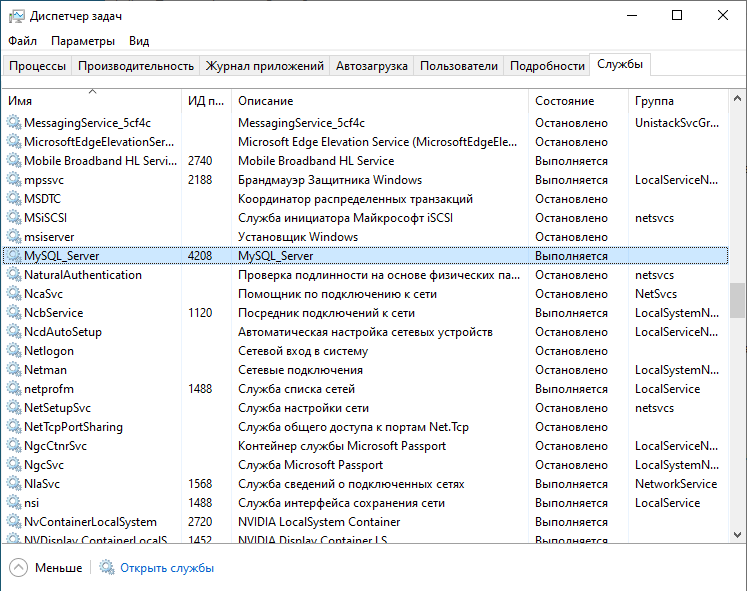 Диспетчер задач
Файл Параметры Вид
Процессы Производительность Журнал приложений Автозагрузка Пользователи Подробности Службы
Имя ИД п... Описание Состояние Группа
MessagingService_5cf4c MessagingService_5cf4c Остановлено UnistackSvcGr...
MicrosoftEdgeElevationSer... Microsoft Edge Elevation Service (MicrosoftEdgeEle... Остановлено
Mobile Broadband HL Servi... 2740 Mobile Broadband HL Service Выполняется
mpssvc 2188 Брандмауэр Защитника Windows Выполняется LocalServiceN...
MSDTC Координатор распределенных транзакций Остановлено
MSiSCSI Служба инициатора Майкрософт iSCSI Остановлено netsvcs
msiserver Установщик Windows Остановлено
MySQL_Server 4208 MySQL_Server Выполняется
NaturalAuthentication Проверка подлинности на основе физических па... Остановлено netsvcs
NcaSvc Помощник по подключению к сети Остановлено NetSvcs
NcbService 1120 Посредник подключений к сети Выполняется LocalSystemN...
NcdAutoSetup Автоматическая настройка сетевых устройств Остановлено LocalServiceN...
Netlogon Сетевой вход в систему Остановлено
Netman Сетевые подключения Остановлено LocalSystemN...
netprofm 1488 Служба списка сетей Выполняется LocalService
NetSetupSvc Служба настройки сети Остановлено netsvcs
NetTcpPortSharing Служба общего доступа к портам Net.Tcp Остановлено
NgcCtnrSvc Контейнер службы Microsoft Passport Остановлено LocalServiceN...
NgcSvc Служба Microsoft Passport Остановлено LocalSystemN...
NlaSvc 1568 Служба сведений о подключенных сетях Выполняется NetworkService
nsi 1488 Служба интерфейса сохранения сети Выполняется LocalService
NvContainerLocalSystem 2720 NVIDIA LocalSystem Container Выполняется
NVDisplay.ContainerLocalS 1452 NVIDIA Display Container LS Выполняется
Меньше Открыть службы